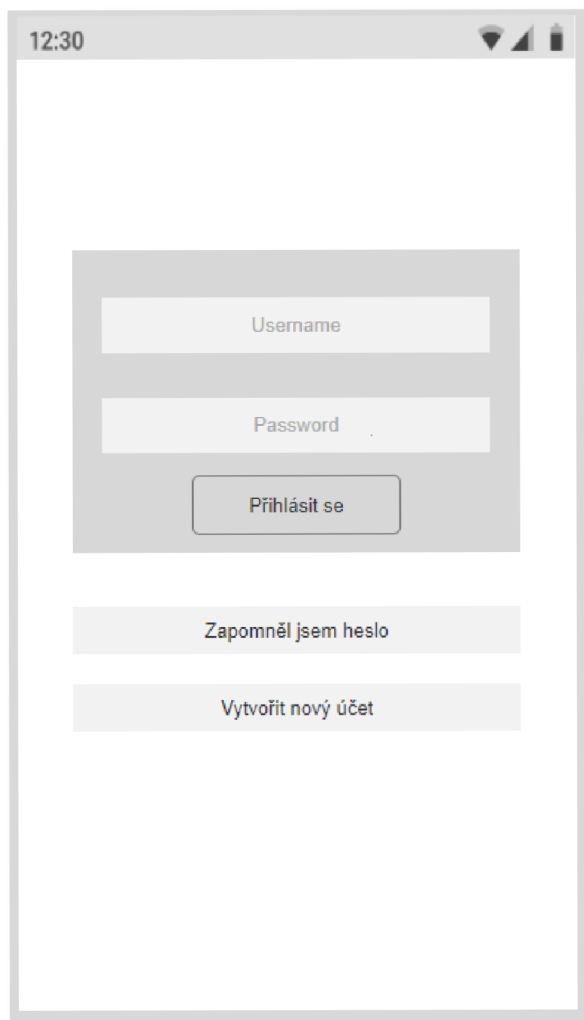 12:30
Username
Password
Přihlásit se
Zapomněl jsem heslo
Vytvořit nový účet